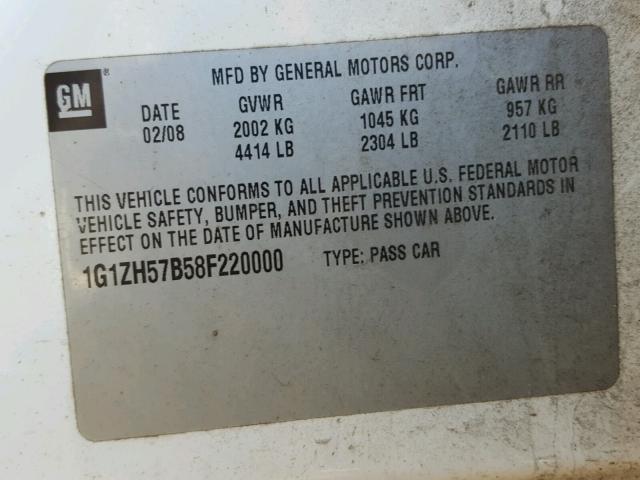 MFD BY GENERAL MOTORS CORP.
GM ®
DATE GVWR GAWR FRT GAWR RR
02/08 2002 KG 1045 KG 957 KG
4414 LB 2304 LB 2110 LB
THIS VEHICLE CONFORMS TO ALL APPLICABLE U.S. FEDERAL MOTOR
VEHICLE SAFETY, BUMPER, AND THEFT PREVENTION STANDARDS IN
EFFECT ON THE DATE OF MANUFACTURE SHOWN ABOVE.
1G1ZH57B58F220000 TYPE: PASS CAR